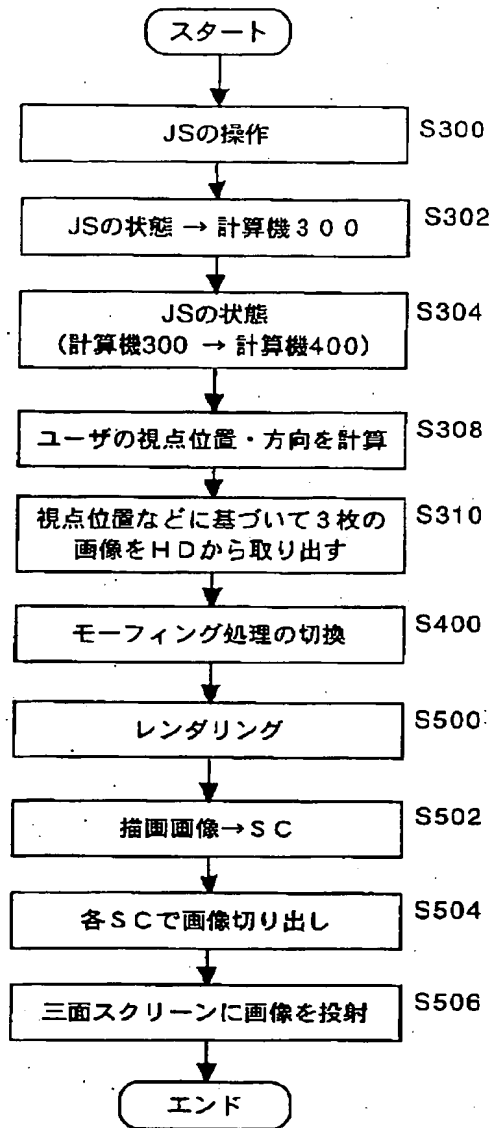 スタート
JSの操作 S300
JSの状態 → 計算機３００ S302
JSの状態 S304
(計算機300 → 計算機400)
ユーザの視点位置・方向を計算 S308
視点位置などに基づいて３枚の S310
画像をＨＤから取り出す
モーフィング処理の切換 S400
レンダリング S500
描画画像→ＳＣ S502
各ＳＣで画像切り出し S504
三面スクリーンに画像を投射 S506
エンド